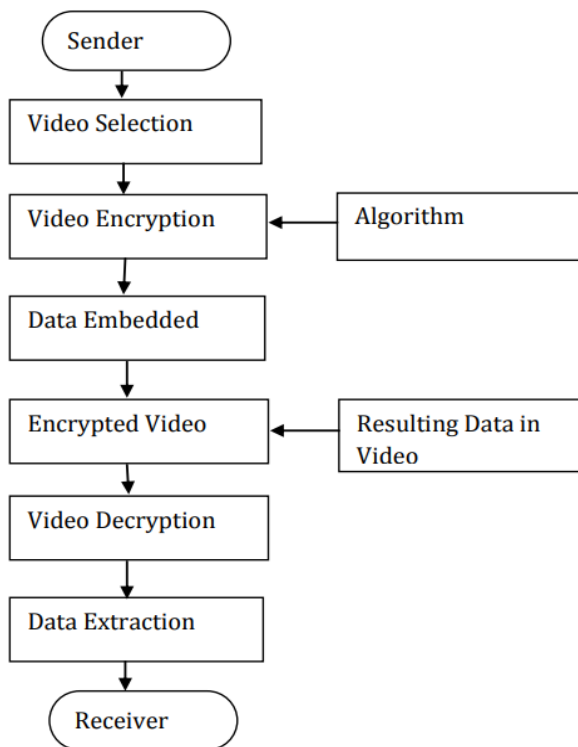 Sender
Video Selection
Video Encryption
Algorithm
Data Embedded
Encrypted Video
Resulting Data in
Video
Video Decryption
Data Extraction
Receiver